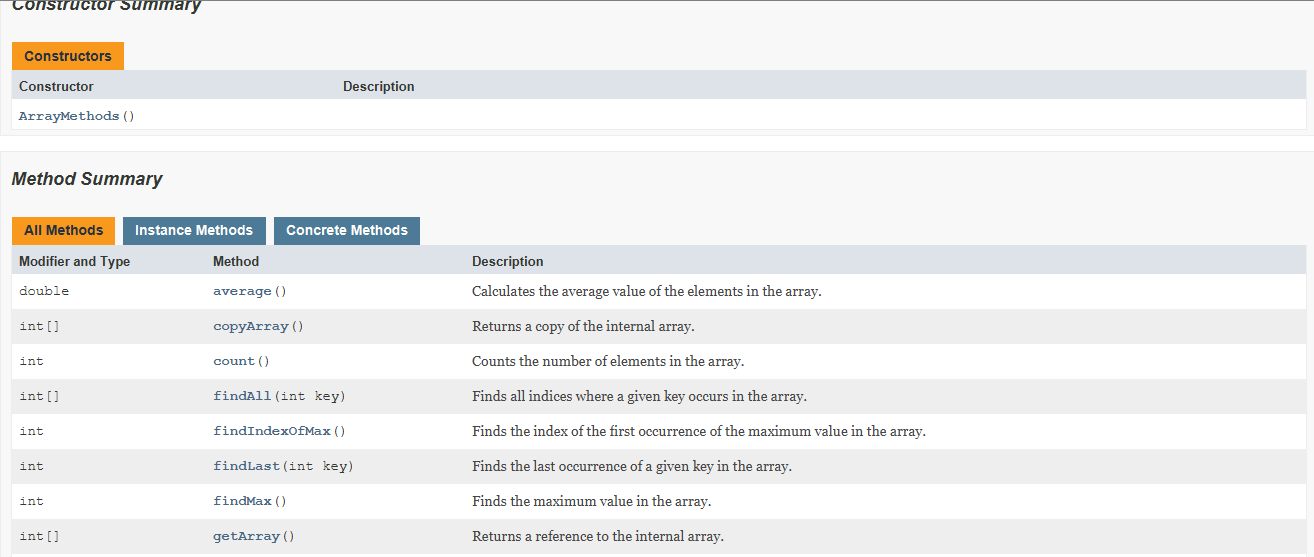 Constructor Summary
Constructors
Constructor Description
ArrayMethods()
Method Summary
All Methods Instance Methods Concrete Methods
Modifier and Type Method Description
double average() Calculates the average value of the elements in the array.
int[] copyArray() Returns a copy of the internal array.
int count() Counts the number of elements in the array.
int[] findAll(int key) Finds all indices where a given key occurs in the array.
int findIndexOfMax() Finds the index of the first occurrence of the maximum value in the array.
int findLast(int key) Finds the last occurrence of a given key in the array.
int findMax() Finds the maximum value in the array.
int[] getArray() Returns a reference to the internal array.